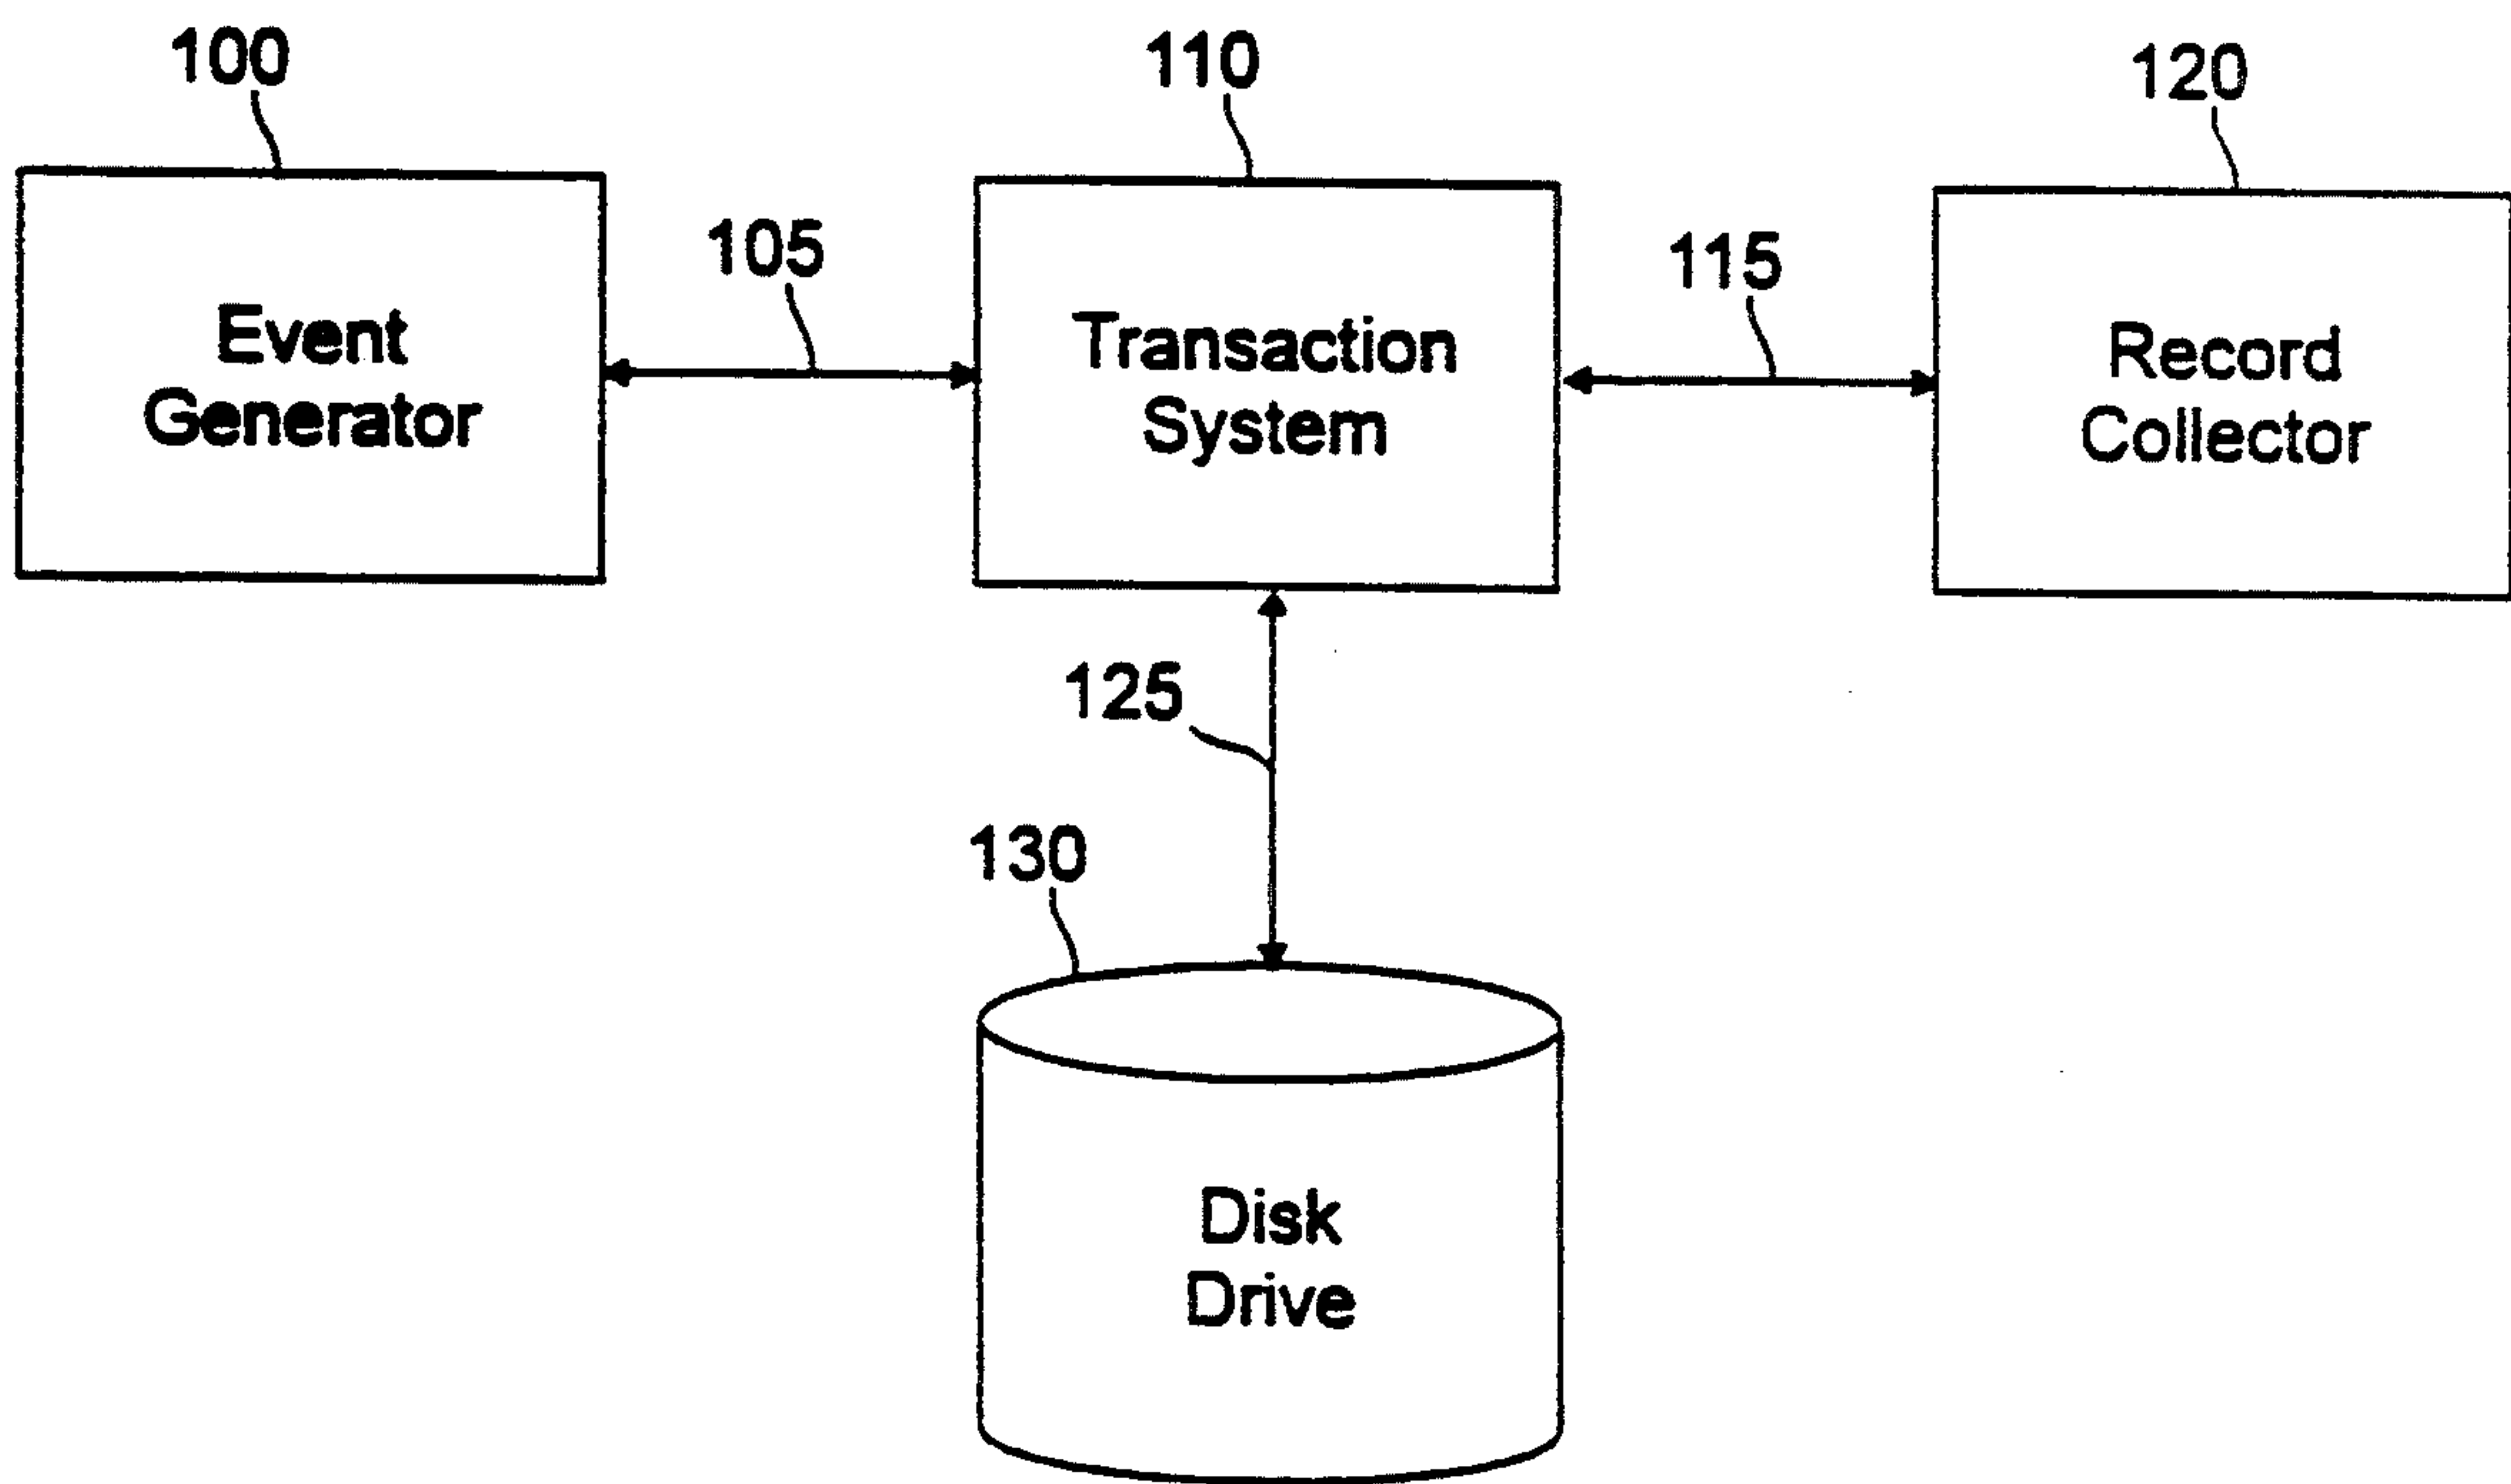 100
110
120
105
115
Event
Generator
Transaction
System
Record
Collector
125
130
Disk
Drive